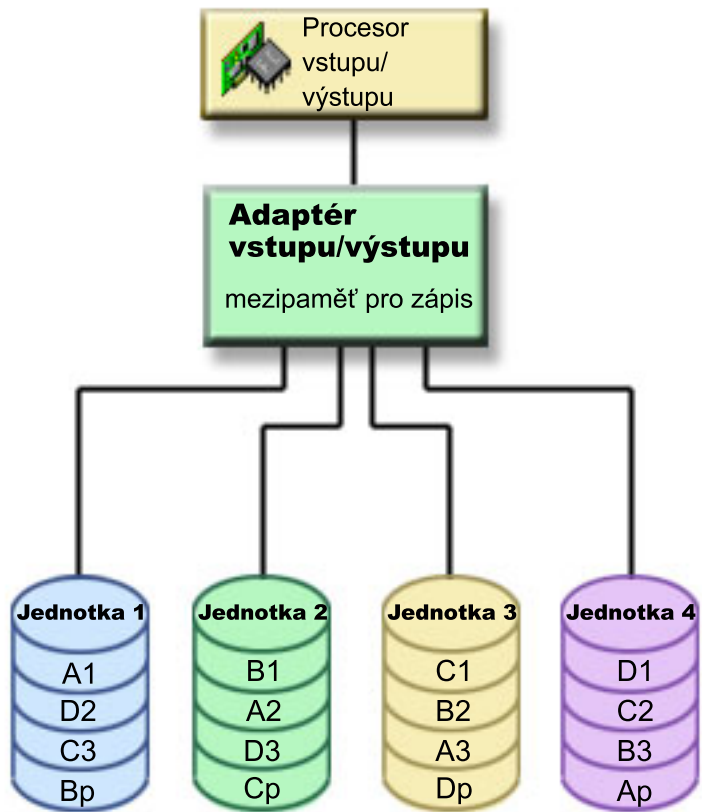 Procesor
vstupu/
výstupu
Adaptér
vstupu/výstupu
mezipaměť pro zápis
Jednotka 1
A1
D2
C3
Bp
Jednotka 2
B1
A2
D3
Cp
Jednotka 3
C1
B2
A3
Dp
Jednotka 4
D1
C2
B3
Ap